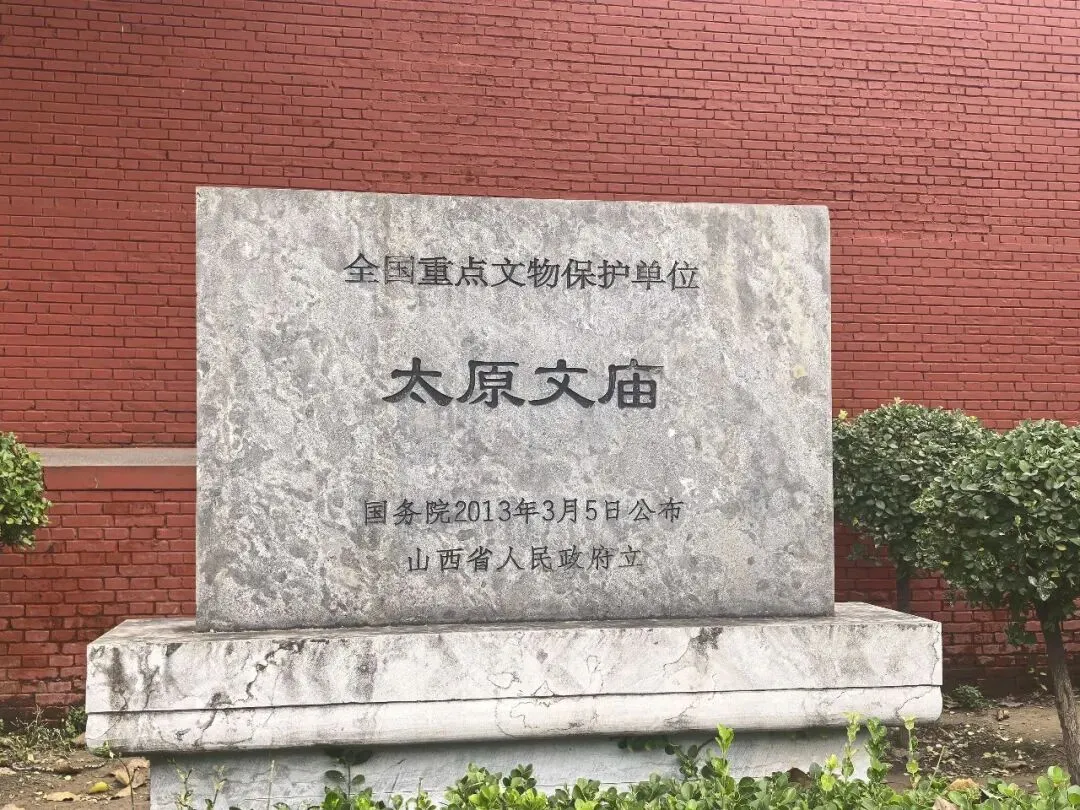 全国重点文物保护单位
太原文庙
国务院2013年3月5日公布
山西省人民政府立